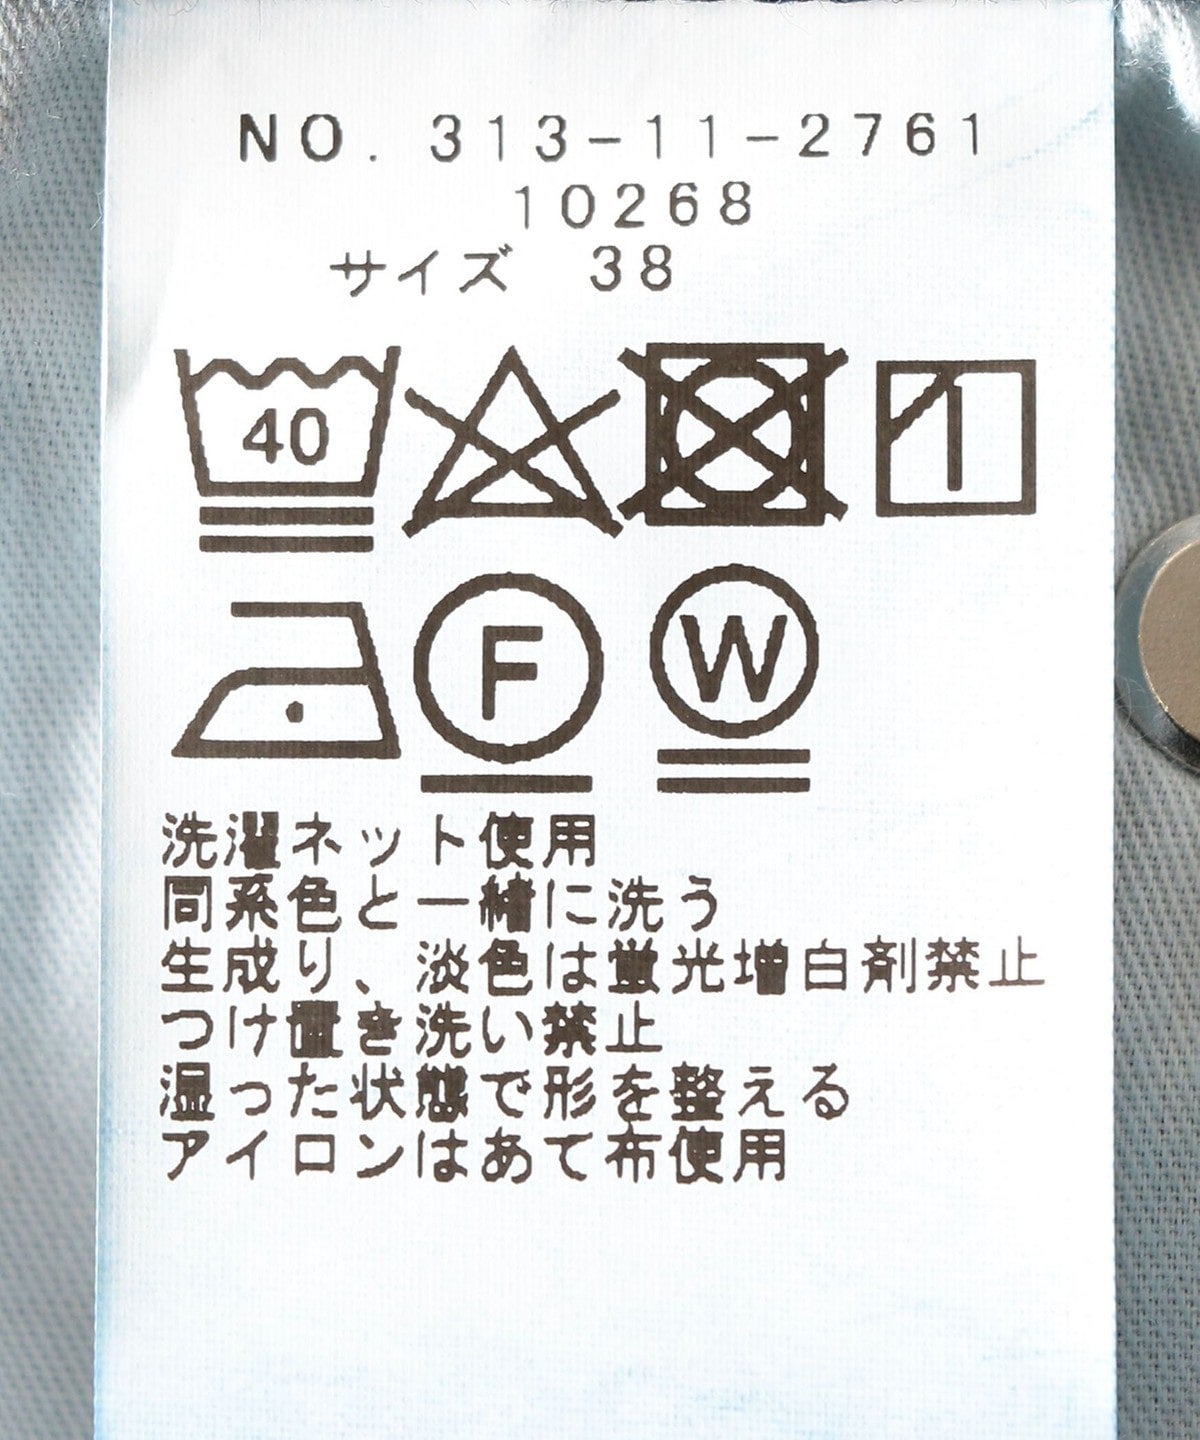 NO. 313-11-2761
10268
サイズ 38
40
F
W
洗濯ネット使用
同系色と一緒に洗う
生成り、淡色は蛍光増白剤禁止
つけ置き洗い禁止
湿った状態で形を整える
アイロンはあて布使用